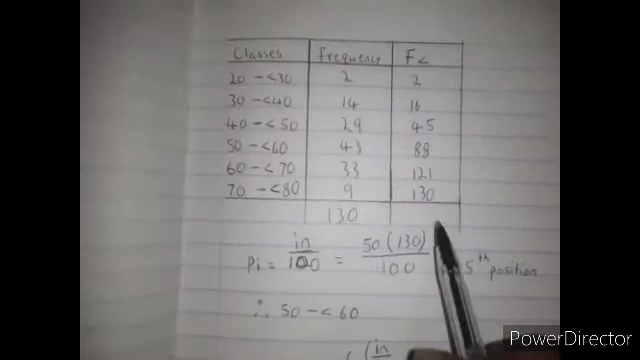 Classes frequency F<
20 -<30 2 2
30 -<40 14 16
40 -<50 29 45
50 -<60 43 88
60 -<70 33 121
70 -<80 9 130
130
Pi = in/100 = 50(130)/100 5th position
∴ 50 -<60
(in
PowerDirector